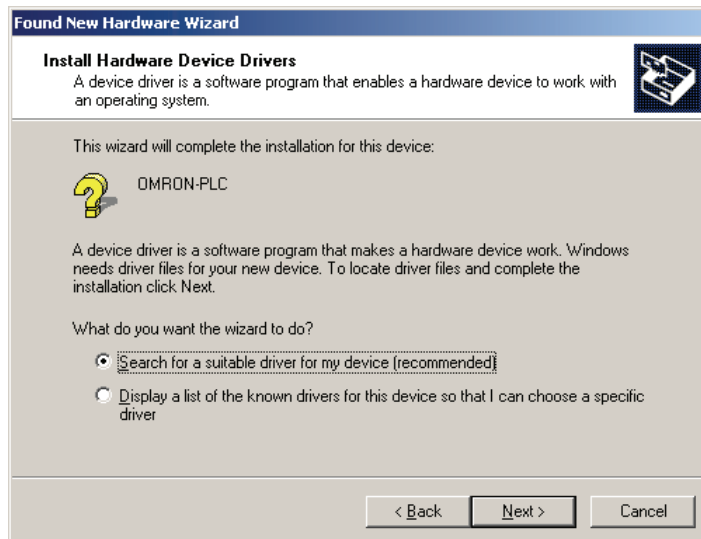 Found New Hardware Wizard
Install Hardware Device Drivers
A device driver is a software program that enables a hardware device to work with
an operating system.
This wizard will complete the installation for this device:
OMRON-PLC
A device driver is a software program that makes a hardware device work. Windows
needs driver files for your new device. To locate driver files and complete the
installation click Next.
What do you want the wizard to do?
Search for a suitable driver for my device (recommended)
Display a list of the known drivers for this device so that I can choose a specific
driver
< Back Next > Cancel